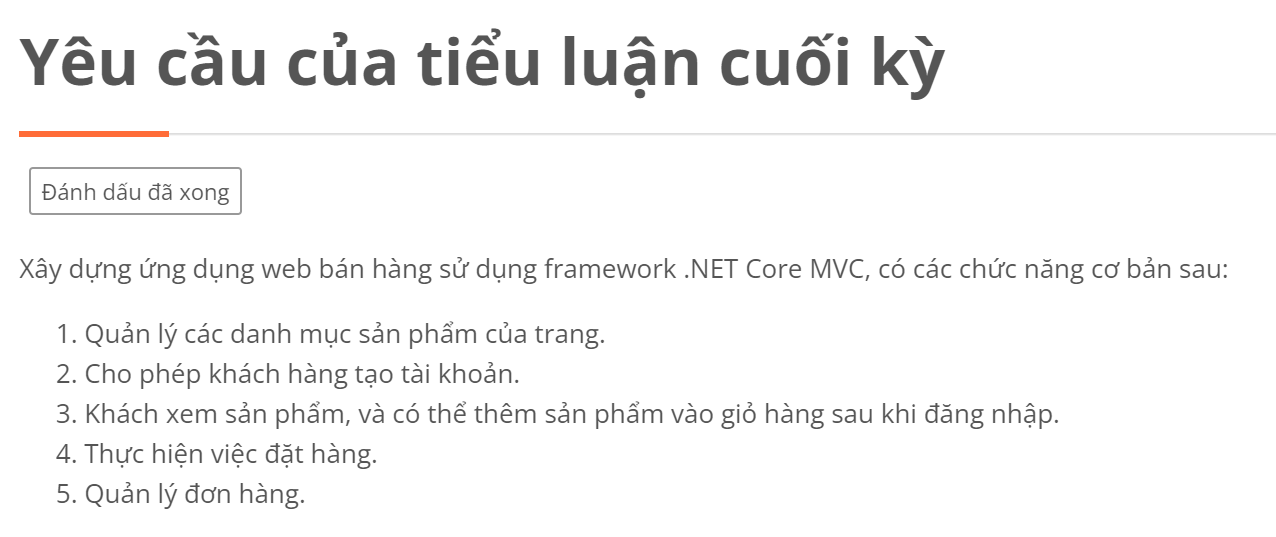 Yêu cầu của tiểu luận cuối kỳ
Đánh dấu đã xong
Xây dựng ứng dụng web bán hàng sử dụng framework .NET Core MVC, có các chức năng cơ bản sau:
1. Quản lý các danh mục sản phẩm của trang.
2. Cho phép khách hàng tạo tài khoản.
3. Khách xem sản phẩm, và có thể thêm sản phẩm vào giỏ hàng sau khi đăng nhập.
4. Thực hiện việc đặt hàng.
5. Quản lý đơn hàng.